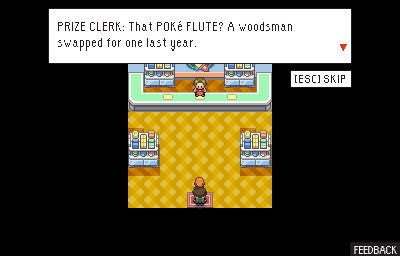 PRIZE CLERK: That POKé FLUTE? A woodsman
swapped for one last year.
[ESC] SKIP
FEEDBACK